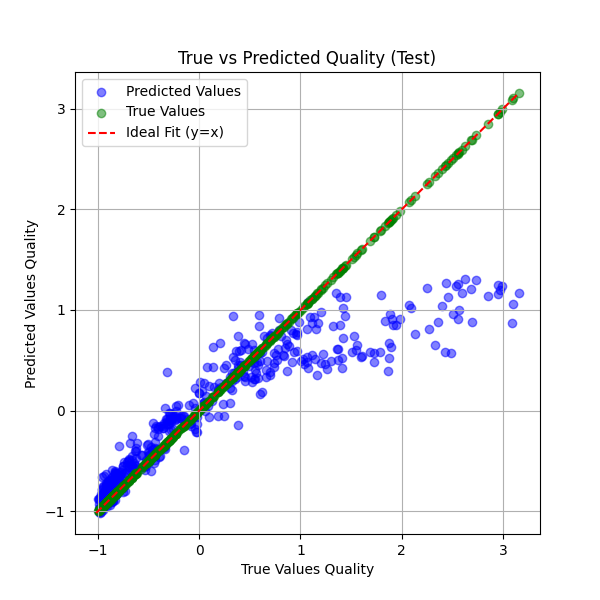 True vs Predicted Quality (Test)
Predicted Values
True Values
Ideal Fit (y=x)
Predicted Values Quality
3
2
1
0
−1
−1 0 1 2 3
True Values Quality